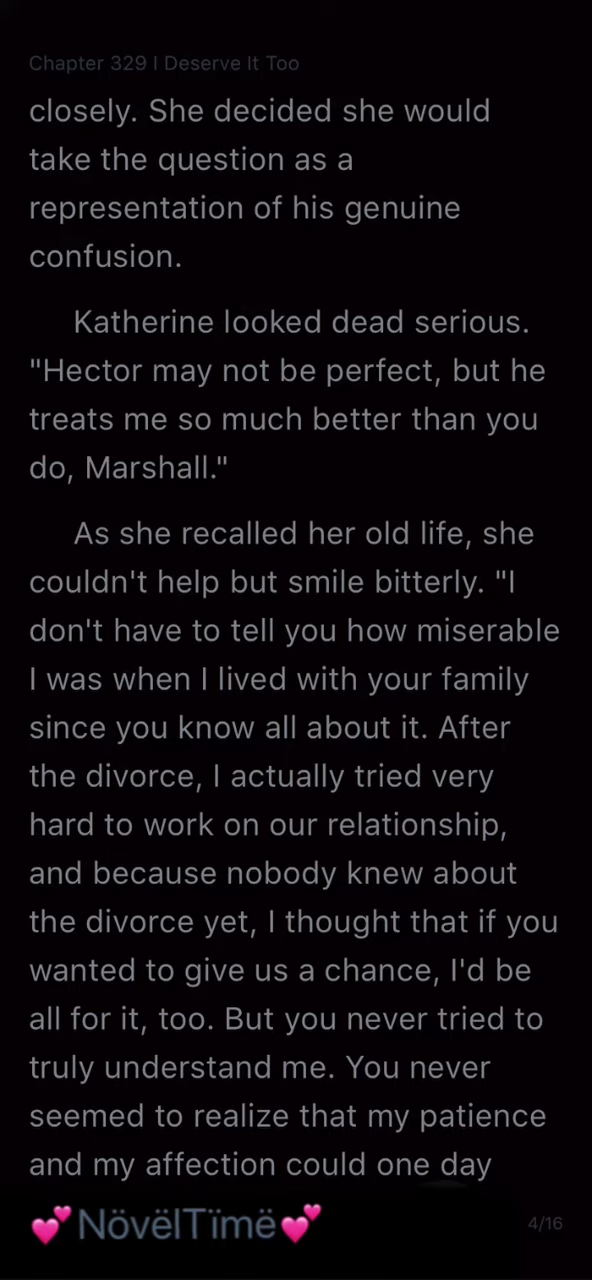 Chapter 329 I Deserve It Too
closely. She decided she would
take the question as a
representation of his genuine
confusion.
Katherine looked dead serious.
"Hector may not be perfect, but he
treats me so much better than you
do, Marshall."
As she recalled her old life, she
couldn't help but smile bitterly. "I
don't have to tell you how miserable
I was when I lived with your family
since you know all about it. After
the divorce, I actually tried very
hard to work on our relationship,
and because nobody knew about
the divorce yet, I thought that if you
wanted to give us a chance, I'd be
all for it, too. But you never tried to
truly understand me. You never
seemed to realize that my patience
and my affection could one day
💕NövëlTïmë💕
4/16